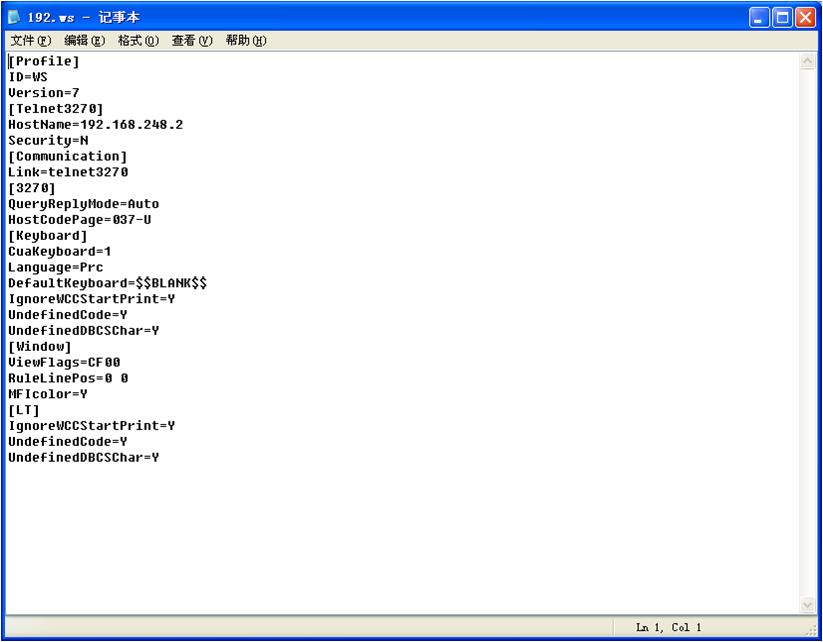 192.ws - 记事本
文件(F) 编辑(E) 格式(O) 查看(V) 帮助(H)
[Profile]
ID=WS
Version=7
[Telnet3270]
HostName=192.168.248.2
Security=N
[Communication]
Link=telnet3270
[3270]
QueryReplyMode=Auto
HostCodePage=037-U
[Keyboard]
CuaKeyboard=1
Language=Prc
DefaultKeyboard=$$BLANK$$
IgnoreWCCStartPrint=Y
UndefinedCode=Y
UndefinedDBCSChar=Y
[Window]
ViewFlags=CF00
RuleLinePos=0 0
MFIcolor=Y
[LT]
IgnoreWCCStartPrint=Y
UndefinedCode=Y
UndefinedDBCSChar=Y
Ln 1, Col 1